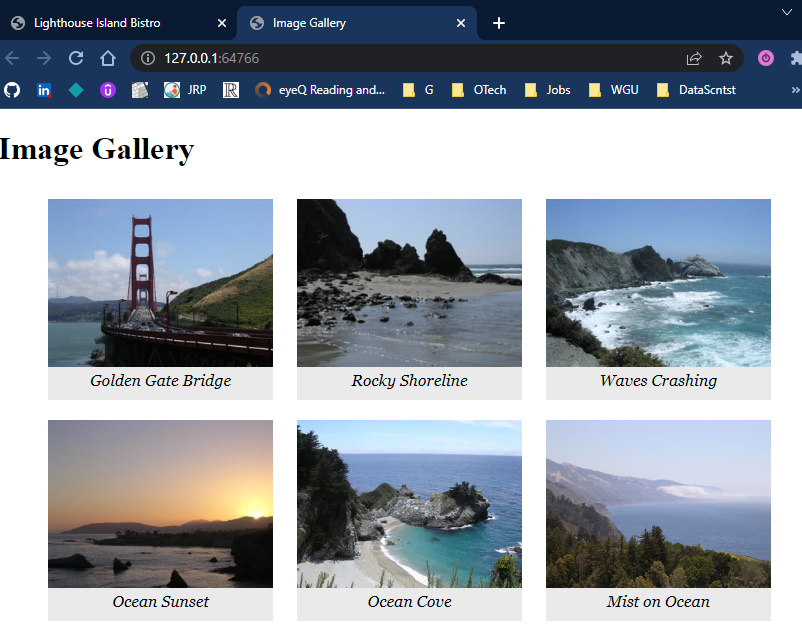 Lighthouse Island Bistro Image Gallery
127.0.0.1:64766
in JRP R eyeQ Reading and... G OTech Jobs WGU DataScntst »
Image Gallery
Golden Gate Bridge Rocky Shoreline Waves Crashing
Ocean Sunset Ocean Cove Mist on Ocean